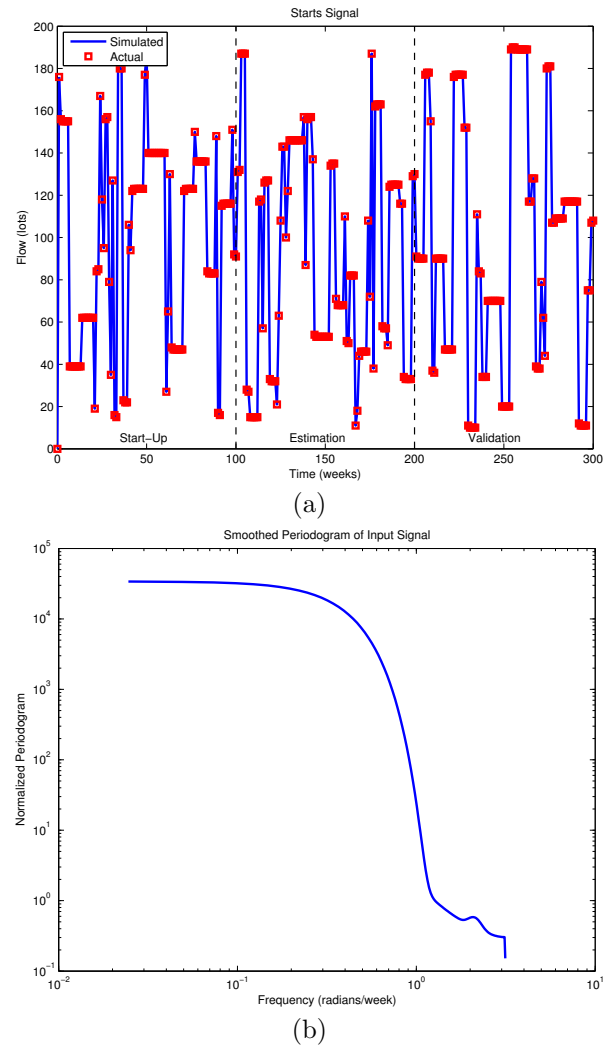 Starts Signal
200
180
160
140
120
100
80
60
40
20
0
Flow (lots)
Simulated
Actual
Start-Up
Estimation
Validation
0
50
100
150
200
250
300
Time (weeks)
(a)
Smoothed Periodogram of Input Signal
10^5
10^4
10^3
10^2
10^1
10^0
10^-1
Normalized Periodogram
10^-2
10^-1
10^0
10^1
Frequency (radians/week)
(b)